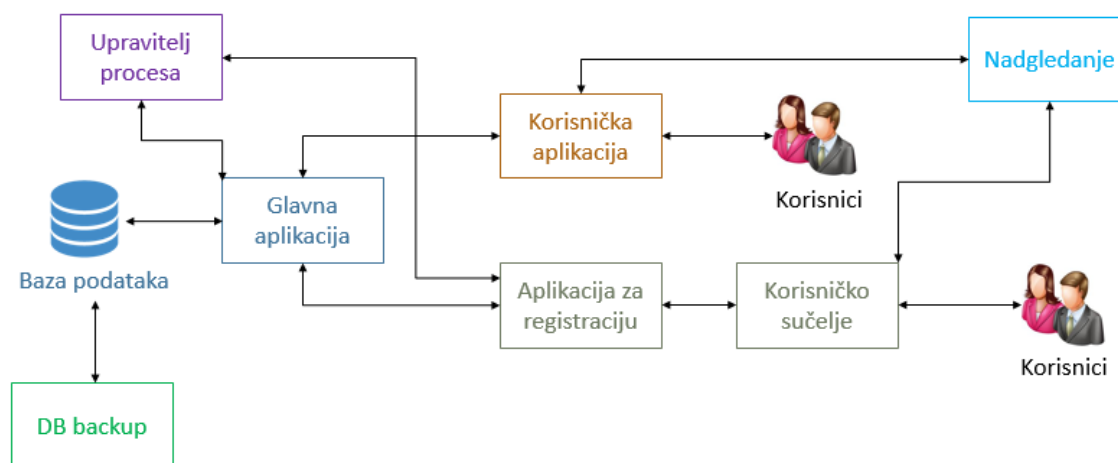 Upravitelj
procesa
Nadgledanje
Korisnička
aplikacija
Korisnici
Glavna
aplikacija
Baza podataka
Aplikacija za
registraciju
Korisničko
sučelje
Korisnici
DB backup